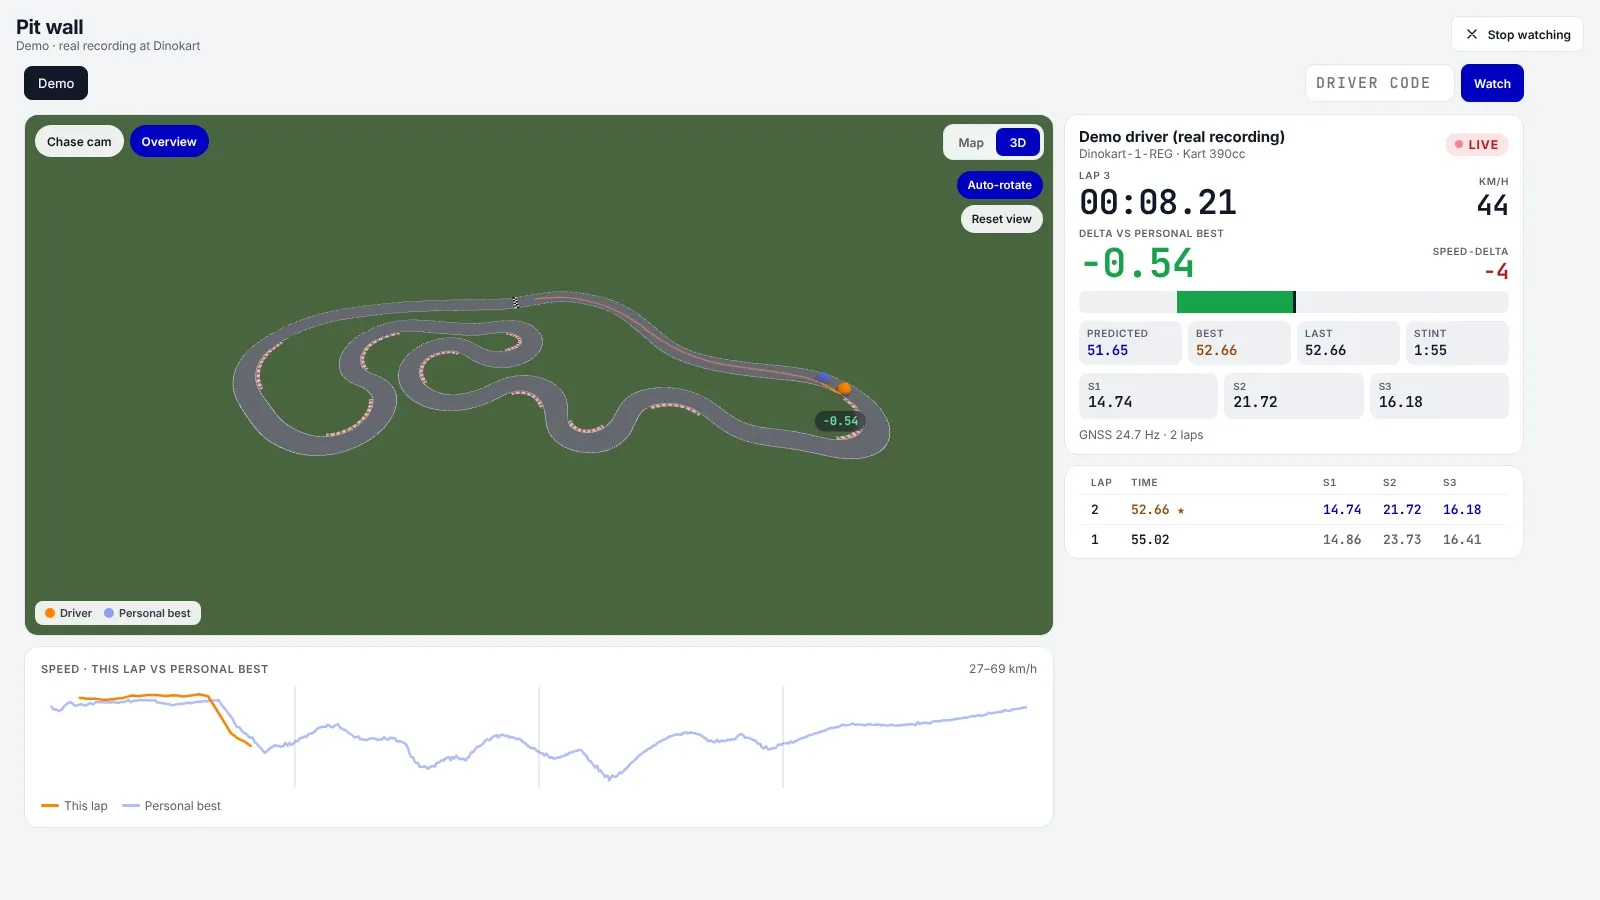 Pit wall
Demo · real recording at Dinokart
Stop watching
Demo
DRIVER CODE
Watch
Chase cam
Overview
Map
3D
Auto-rotate
Reset view
-0.54
Driver
Personal best
Demo driver (real recording)
Dinokart-1-REG · Kart 390cc
LIVE
LAP 3
00:08.21
KM/H
44
DELTA VS PERSONAL BEST
-0.54
SPEED-DELTA
-4
PREDICTED
51.65
BEST
52.66
LAST
52.66
STINT
1:55
S1
14.74
S2
21.72
S3
16.18
GNSS 24.7 Hz · 2 laps
LAP TIME S1 S2 S3
2 52.66 ★ 14.74 21.72 16.18
1 55.02 14.86 23.73 16.41
SPEED · THIS LAP VS PERSONAL BEST
27–69 km/h
This lap
Personal best